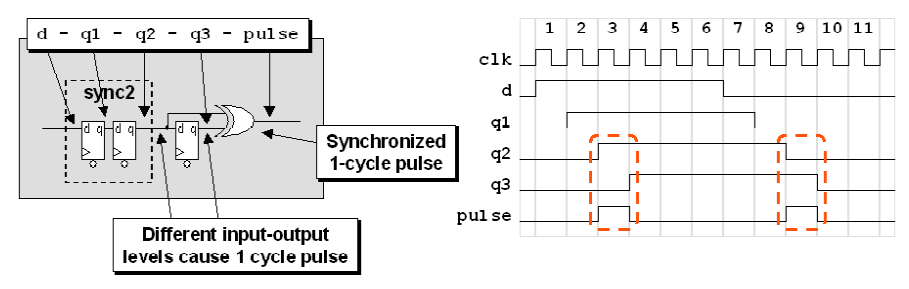 d - q1 - q2 - q3 - pulse
sync2
d q
d q
d q
Synchronized
1-cycle pulse
Different input-output
levels cause 1 cycle pulse
1 2 3 4 5 6 7 8 9 10 11
clk
d
q1
q2
q3
pulse